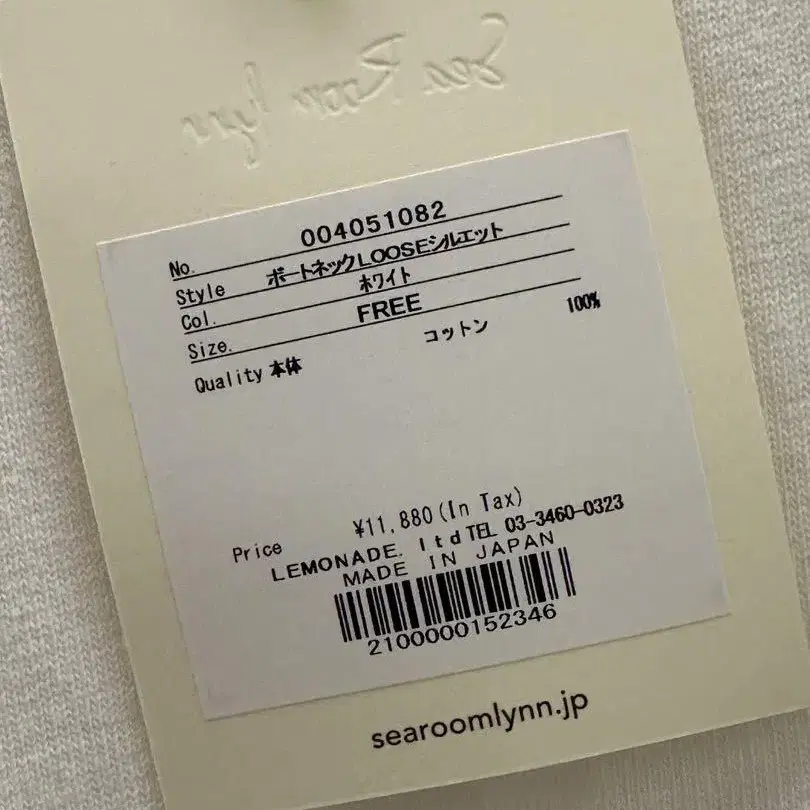 Sea Room lynn
No. 004051082
Style ボートネックLOOSEシルエット
Col. ホワイト
Size. FREE
Quality 本体 コットン 100%
Price ¥11,880(In Tax)
LEMONADE. ltd TEL 03-3460-0323
MADE IN JAPAN
2100000152346
searoomlynn.jp